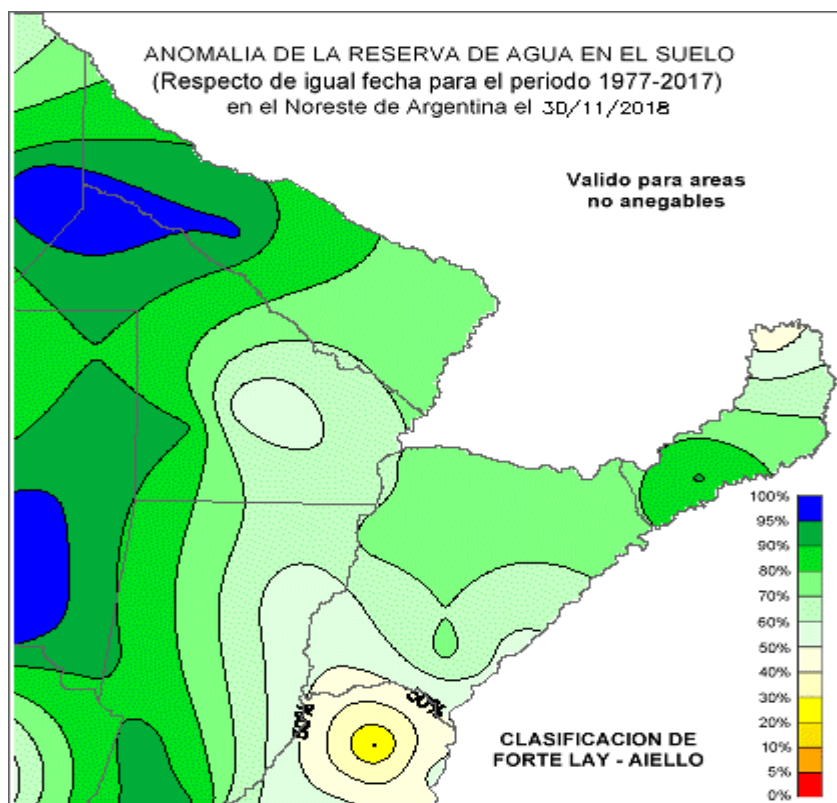 ANOMALIA DE LA RESERVA DE AGUA EN EL SUELO
(Respecto de igual fecha para el periodo 1977-2017)
en el Noreste de Argentina el 30/11/2018
Valido para areas
no anegables
100%
95%
90%
80%
70%
60%
50%
40%
30%
20%
10%
5%
0%
50%
50%
CLASIFICACION DE
FORTE LAY - AIELLO